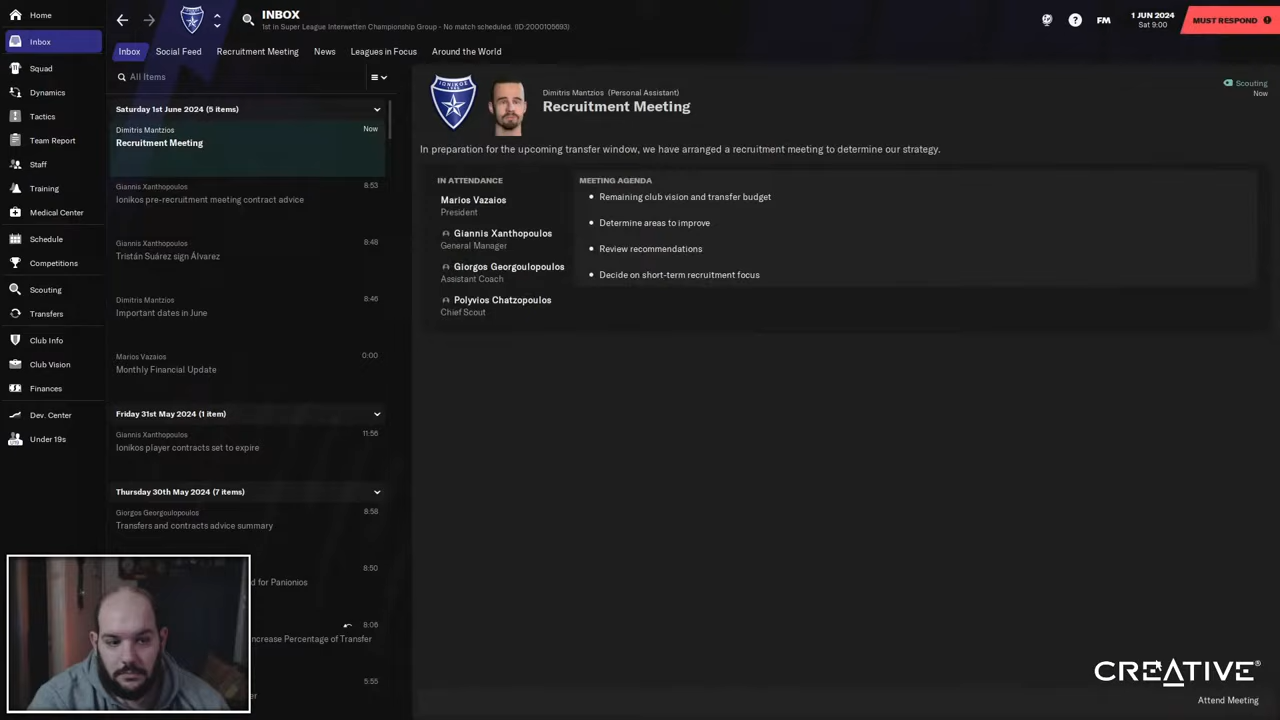 Home
Inbox
Squad
Dynamics
Tactics
Team Report
Staff
Training
Medical Center
Schedule
Competitions
Scouting
Transfers
Club Info
Club Vision
Finances
Dev. Center
Under 19s
INBOX
1st in Super League Interwetten Championship Group - No match scheduled. (ID:2000105693)
FM
1 JUN 2024
Sat 9:00
MUST RESPOND
Inbox
Social Feed
Recruitment Meeting
News
Leagues in Focus
Around the World
All Items
Saturday 1st June 2024 (5 items)
Dimitris Mantzios
Now
Recruitment Meeting
Giannis Xanthopoulos
8:53
Ionikos pre-recruitment meeting contract advice
Giannis Xanthopoulos
8:48
Tristán Suárez sign Álvarez
Dimitris Mantzios
8:46
Important dates in June
Marios Vazaios
0:00
Monthly Financial Update
Friday 31st May 2024 (1 item)
Giannis Xanthopoulos
11:56
Ionikos player contracts set to expire
Thursday 30th May 2024 (7 items)
Giorgos Georgoulopoulos
8:58
Transfers and contracts advice summary
8:50
d for Panionios
8:06
ncrease Percentage of Transfer
5:55
er
IONIKOS
Dimitris Mantzios (Personal Assistant)
Recruitment Meeting
Scouting
Now
In preparation for the upcoming transfer window, we have arranged a recruitment meeting to determine our strategy.
IN ATTENDANCE
Marios Vazaios
President
Giannis Xanthopoulos
General Manager
Giorgos Georgoulopoulos
Assistant Coach
Polyvios Chatzopoulos
Chief Scout
MEETING AGENDA
Remaining club vision and transfer budget
Determine areas to improve
Review recommendations
Decide on short-term recruitment focus
CREATIVE®
Attend Meeting